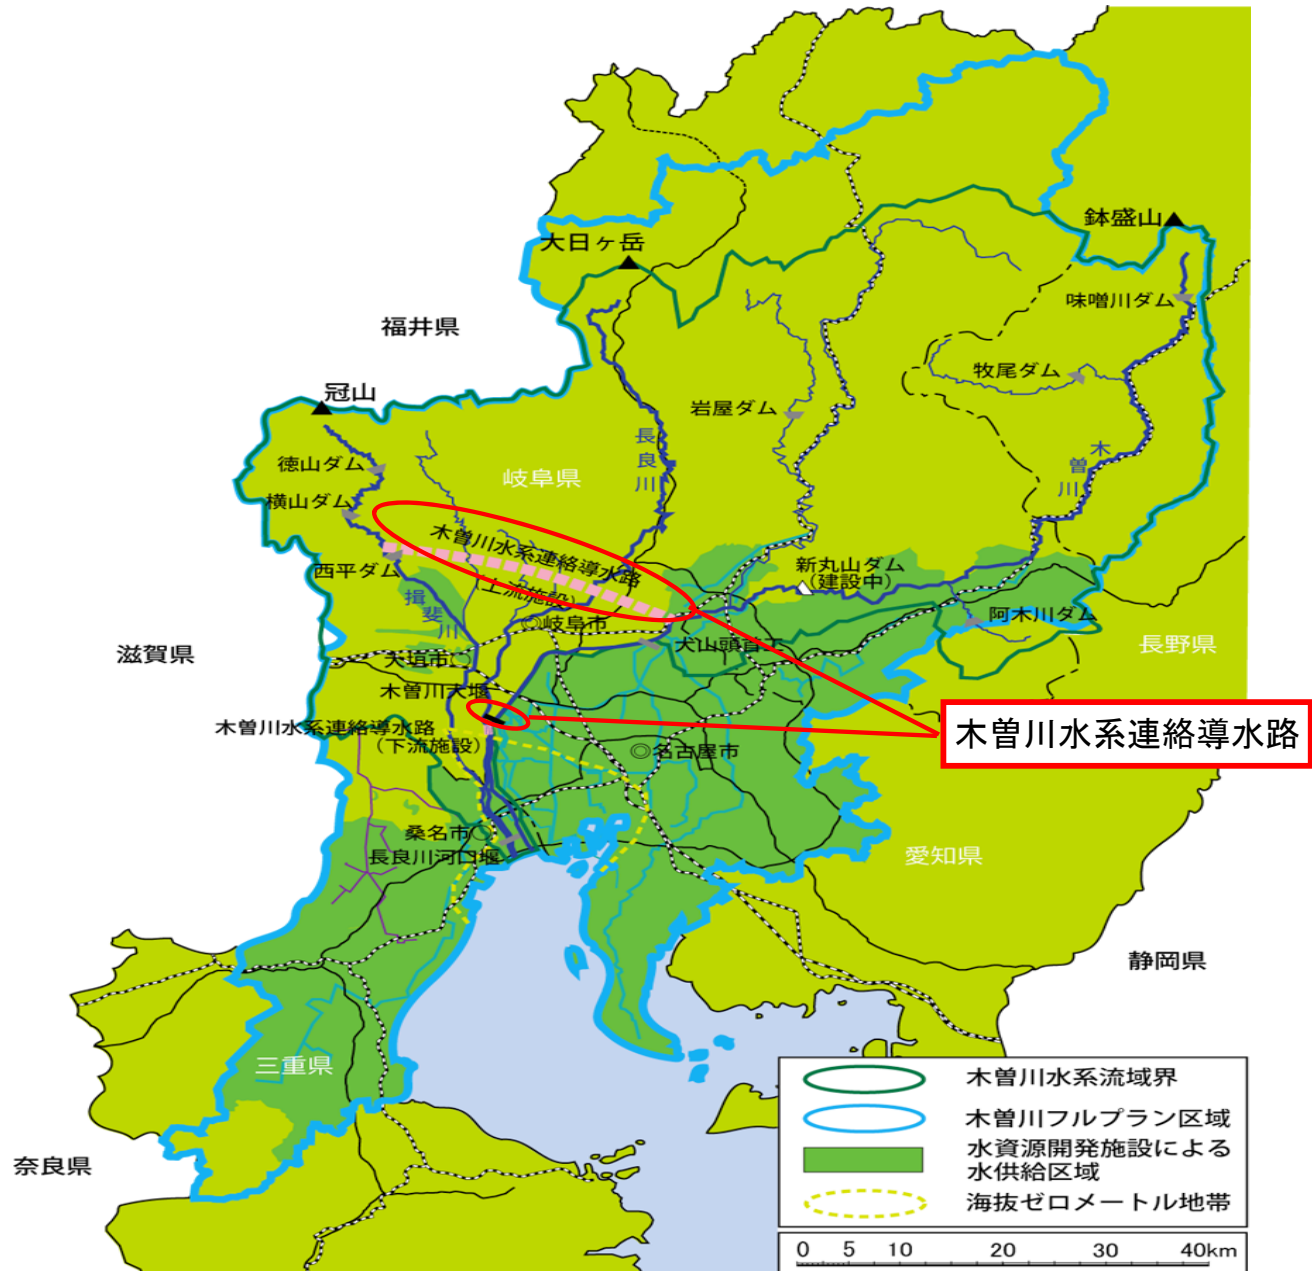 鉢盛山
大日ヶ岳
味噌川ダム
福井県
牧尾ダム
冠山
岩屋ダム
長良川
木曽川
徳山ダム
岐阜県
横山ダム
木曽川水系連絡導水路
(上流施設)
西平ダム
新丸山ダム
(建設中)
揖斐川
岐阜市
阿木川ダム
犬山頭首工
長野県
滋賀県
大垣市
木曽川大堰
木曽川水系連絡導水路
(下流施設)
木曽川水系連絡導水路
名古屋市
桑名市
長良川河口堰
愛知県
静岡県
三重県
奈良県
木曽川水系流域界
木曽川フルプラン区域
水資源開発施設による
水供給区域
海抜ゼロメートル地帯
0 5 10 20 30 40km